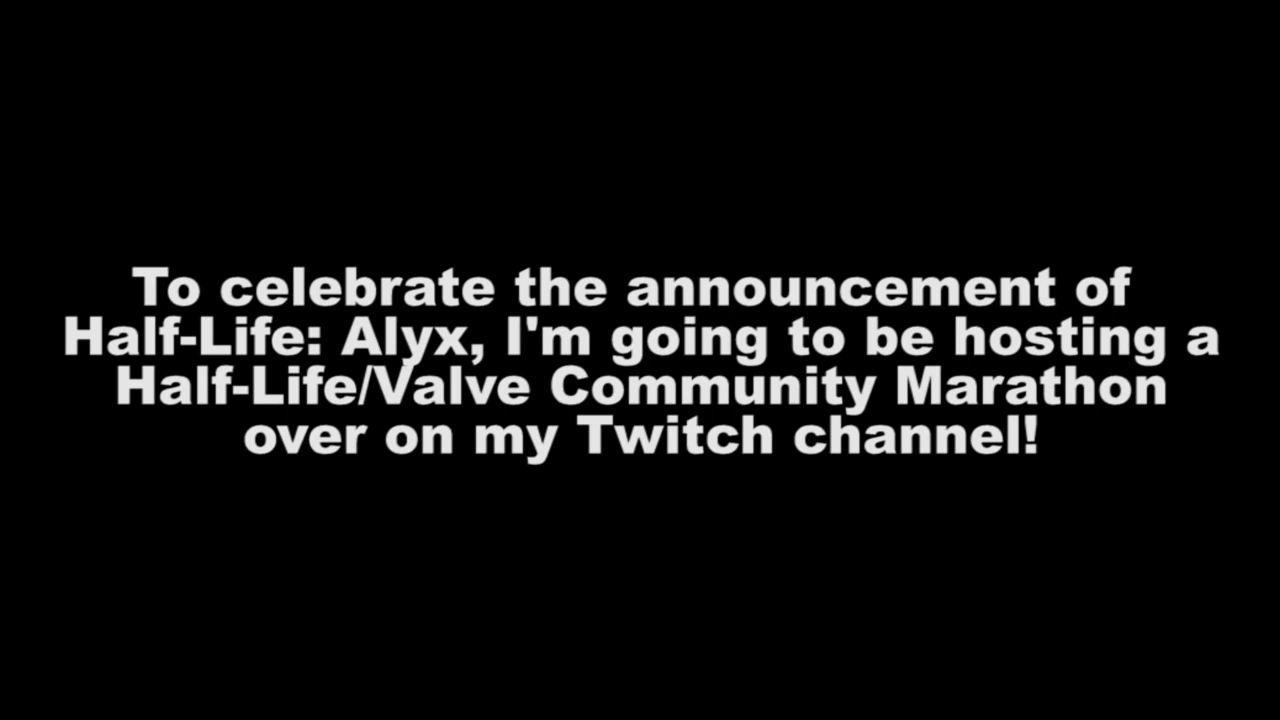 To celebrate the announcement of
Half-Life: Alyx, I'm going to be hosting a
Half-Life/Valve Community Marathon
over on my Twitch channel!